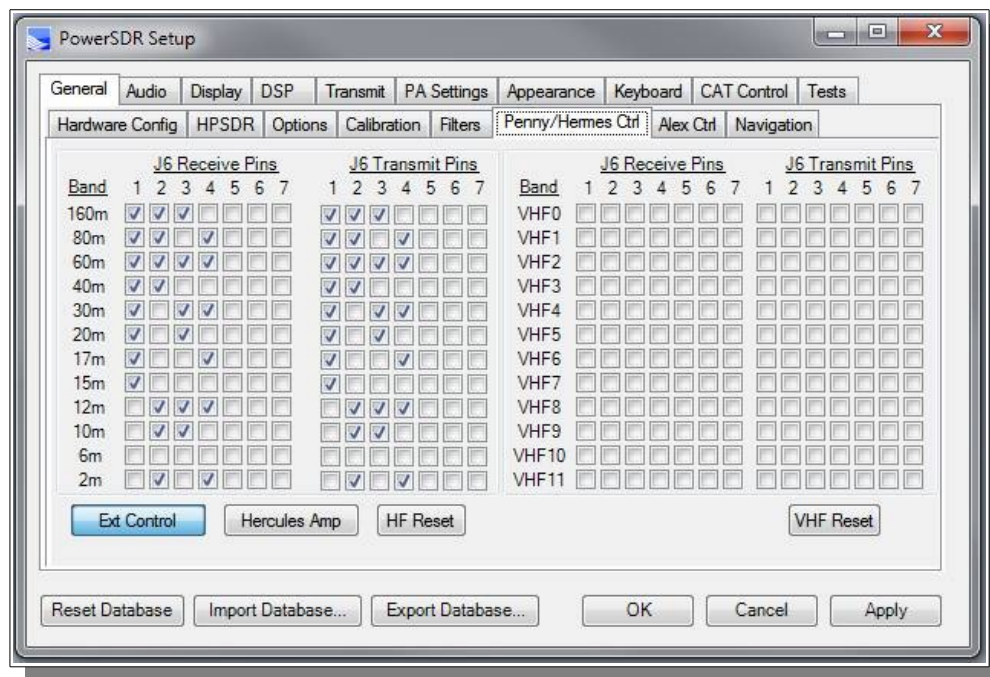 PowerSDR Setup
General Audio Display DSP Transmit PA Settings Appearance Keyboard CAT Control Tests
Hardware Config HPSDR Options Calibration Filters Penny/Hermes Ctrl Alex Ctrl Navigation
J6 Receive Pins J6 Transmit Pins J6 Receive Pins J6 Transmit Pins
Band 1 2 3 4 5 6 7 1 2 3 4 5 6 7 Band 1 2 3 4 5 6 7 1 2 3 4 5 6 7
160m VHF0
80m VHF1
60m VHF2
40m VHF3
30m VHF4
20m VHF5
17m VHF6
15m VHF7
12m VHF8
10m VHF9
6m VHF10
2m VHF11
Ext Control Hercules Amp HF Reset VHF Reset
Reset Database Import Database... Export Database... OK Cancel Apply